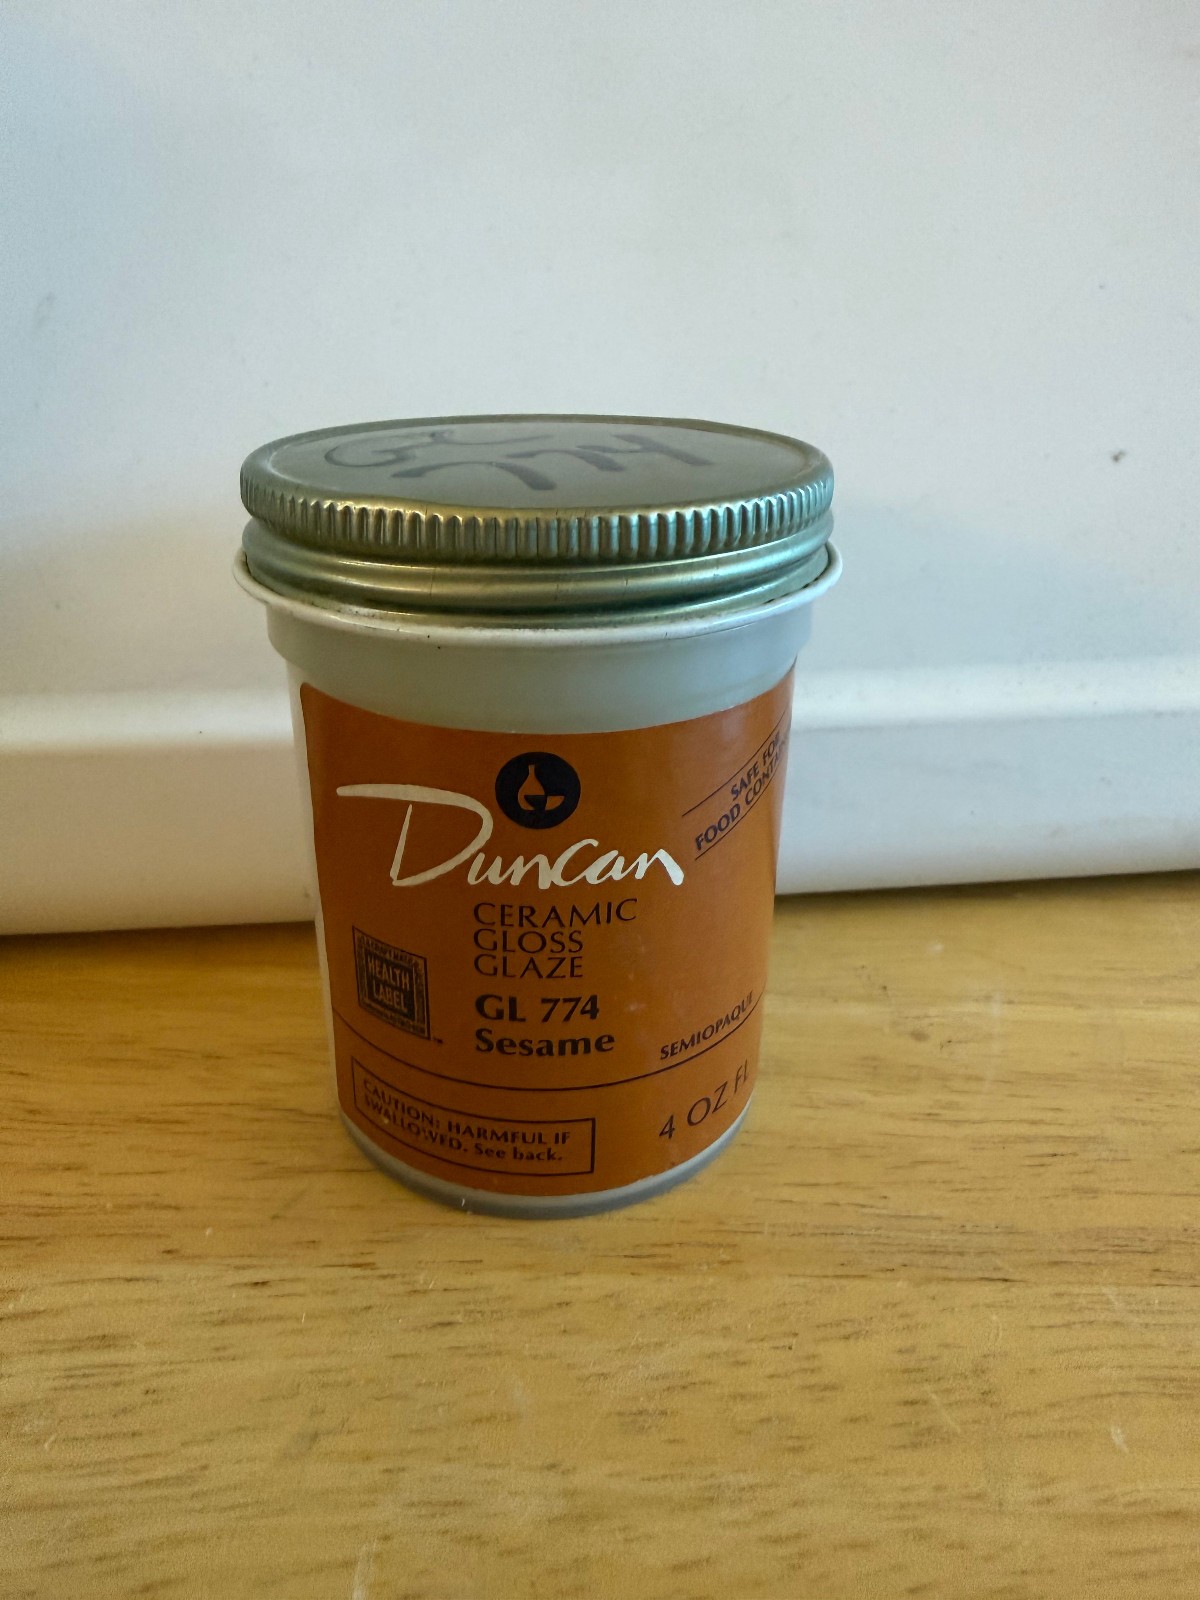 GL
774
SAFE FOR
FOOD
Duncan
CERAMIC
GLOSS
GLAZE
HEALTH
LABEL
GL 774
Sesame
SEMIOPAQUE
CAUTION: HARMFUL IF
SWALLOWED. See back.
4 OZ FL